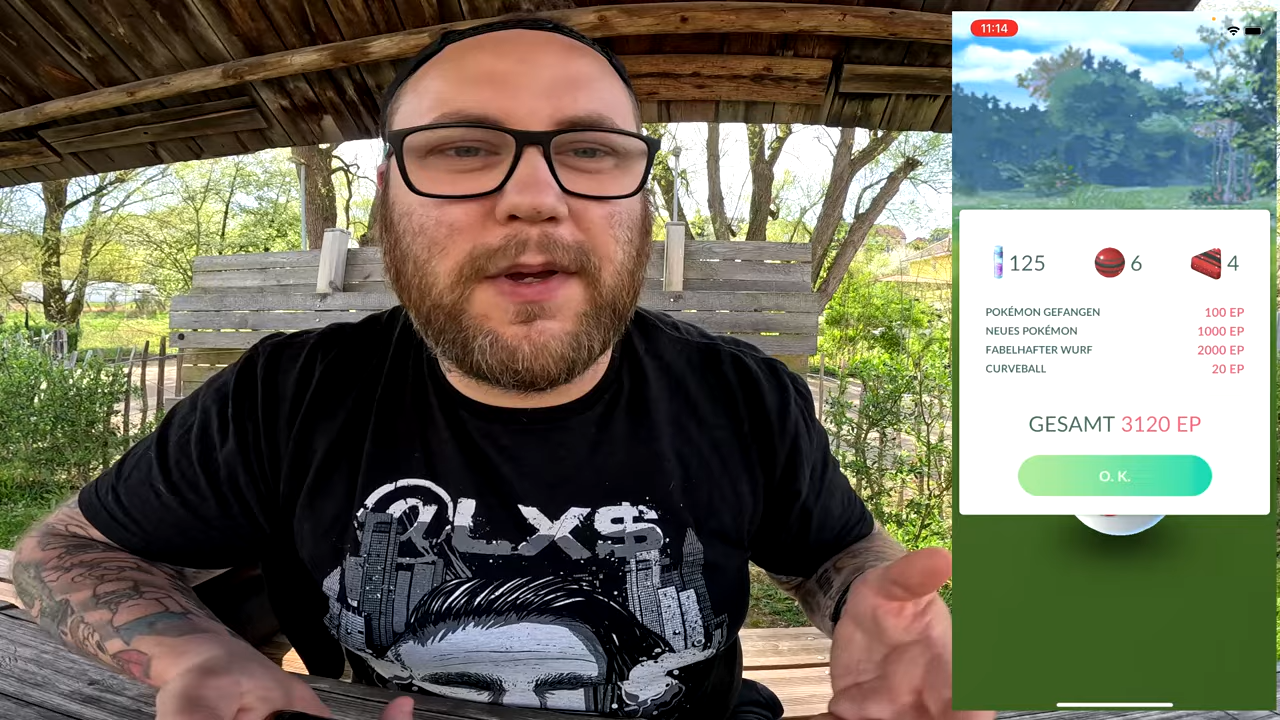 11:14
125 6 4
POKÉMON GEFANGEN 100 EP
NEUES POKÉMON 1000 EP
FABELHAFTER WURF 2000 EP
CURVEBALL 20 EP
GESAMT 3120 EP
O. K.
@LX$